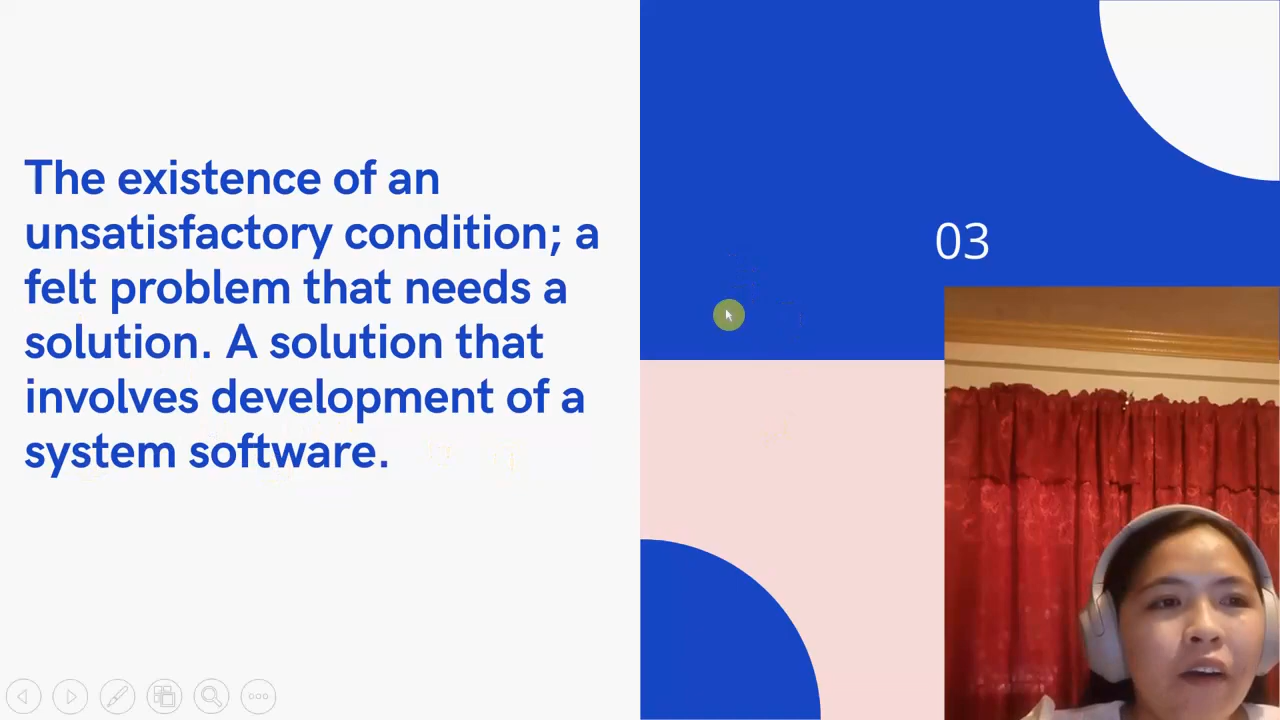 The existence of an
unsatisfactory condition; a
felt problem that needs a
solution. A solution that
involves development of a
system software.
03